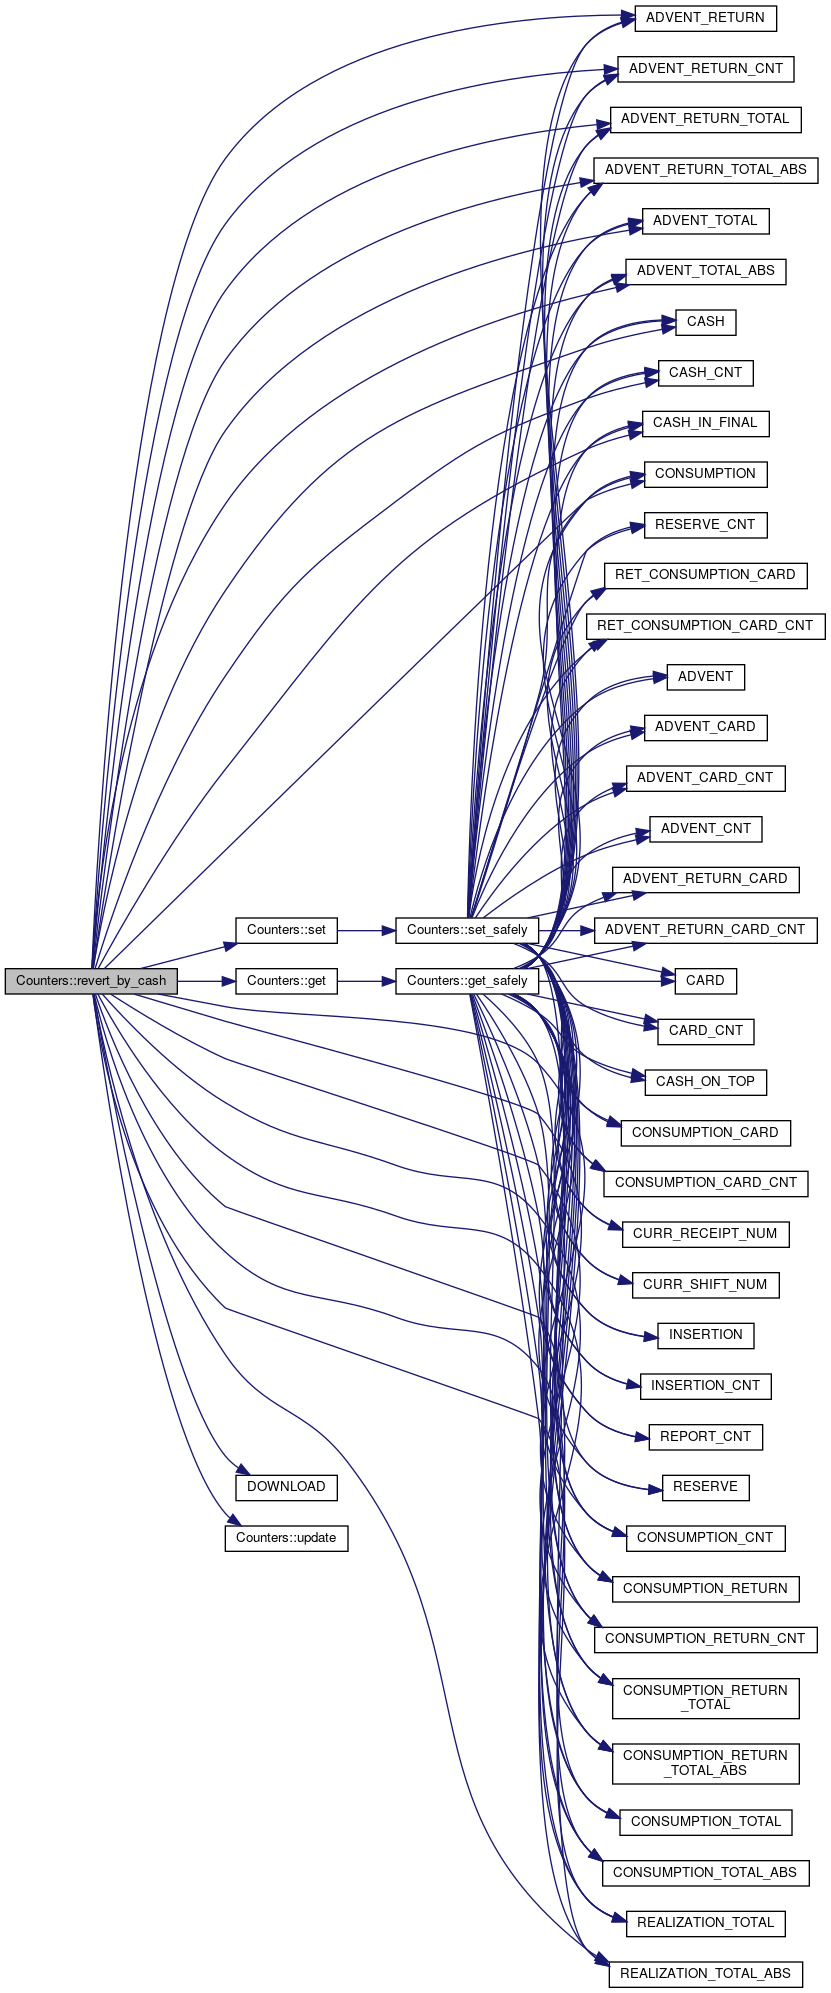 ADVENT_RETURN
ADVENT_RETURN_CNT
ADVENT_RETURN_TOTAL
ADVENT_RETURN_TOTAL_ABS
ADVENT_TOTAL
ADVENT_TOTAL_ABS
CASH
CASH_CNT
CASH_IN_FINAL
CONSUMPTION
RESERVE_CNT
RET_CONSUMPTION_CARD
RET_CONSUMPTION_CARD_CNT
ADVENT
ADVENT_CARD
ADVENT_CARD_CNT
ADVENT_CNT
ADVENT_RETURN_CARD
Counters::set
Counters::set_safely
ADVENT_RETURN_CARD_CNT
Counters::revert_by_cash
Counters::get
Counters::get_safely
CARD
CARD_CNT
CASH_ON_TOP
CONSUMPTION_CARD
CONSUMPTION_CARD_CNT
CURR_RECEIPT_NUM
CURR_SHIFT_NUM
INSERTION
INSERTION_CNT
REPORT_CNT
DOWNLOAD
RESERVE
Counters::update
CONSUMPTION_CNT
CONSUMPTION_RETURN
CONSUMPTION_RETURN_CNT
CONSUMPTION_RETURN
_TOTAL
CONSUMPTION_RETURN
_TOTAL_ABS
CONSUMPTION_TOTAL
CONSUMPTION_TOTAL_ABS
REALIZATION_TOTAL
REALIZATION_TOTAL_ABS